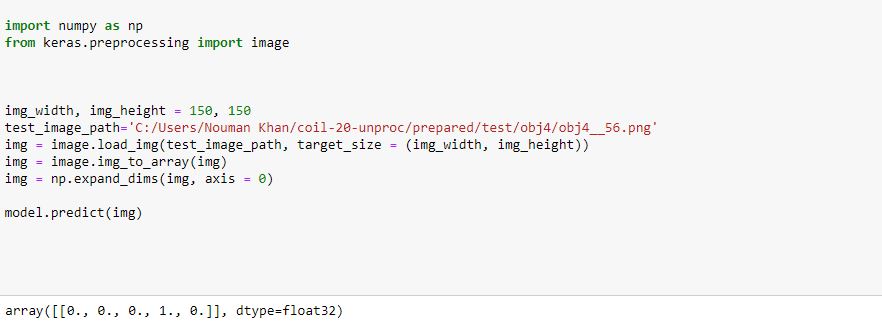 import numpy as np
from keras.preprocessing import image
img_width, img_height = 150, 150
test_image_path='C:/Users/Nouman Khan/coil-20-unproc/prepared/test/obj4/obj4__56.png'
img = image.load_img(test_image_path, target_size = (img_width, img_height))
img = image.img_to_array(img)
img = np.expand_dims(img, axis = 0)
model.predict(img)
array([[0., 0., 0., 1., 0.]], dtype=float32)